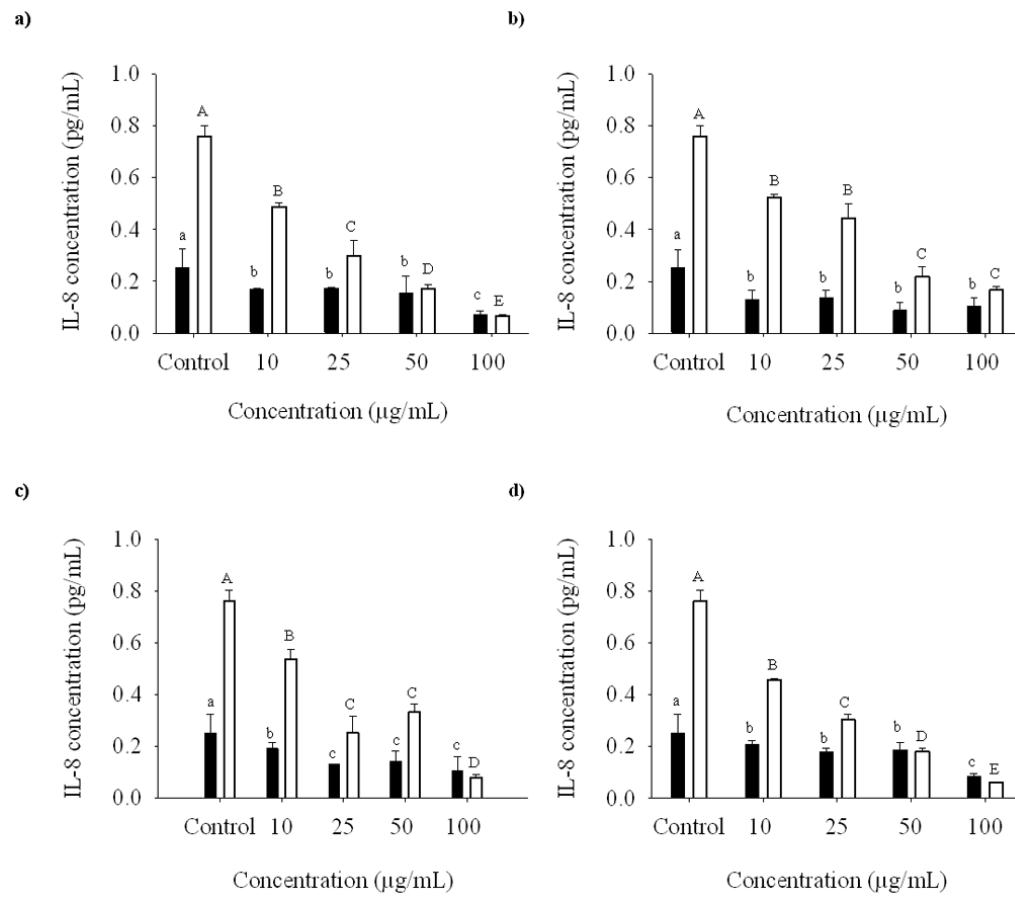 a)
IL-8 concentration (pg/mL)
1.0
0.8
0.6
0.4
0.2
0.0
a
A
b
B
b
C
b
D
c
E
Control 10 25 50 100
Concentration (µg/mL)
b)
IL-8 concentration (pg/mL)
1.0
0.8
0.6
0.4
0.2
0.0
a
A
b
B
b
B
b
C
b
C
Control 10 25 50 100
Concentration (µg/mL)
c)
IL-8 concentration (pg/mL)
1.0
0.8
0.6
0.4
0.2
0.0
a
A
b
B
c
C
c
C
c
D
Control 10 25 50 100
Concentration (µg/mL)
d)
IL-8 concentration (pg/mL)
1.0
0.8
0.6
0.4
0.2
0.0
a
A
b
B
b
C
b
D
c
E
Control 10 25 50 100
Concentration (µg/mL)